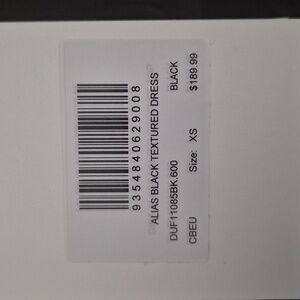 9354840629008
ALIAS BLACK TEXTURED DRESS
DUF11085BK.600 BLACK
CBEU Size: XS $189.99